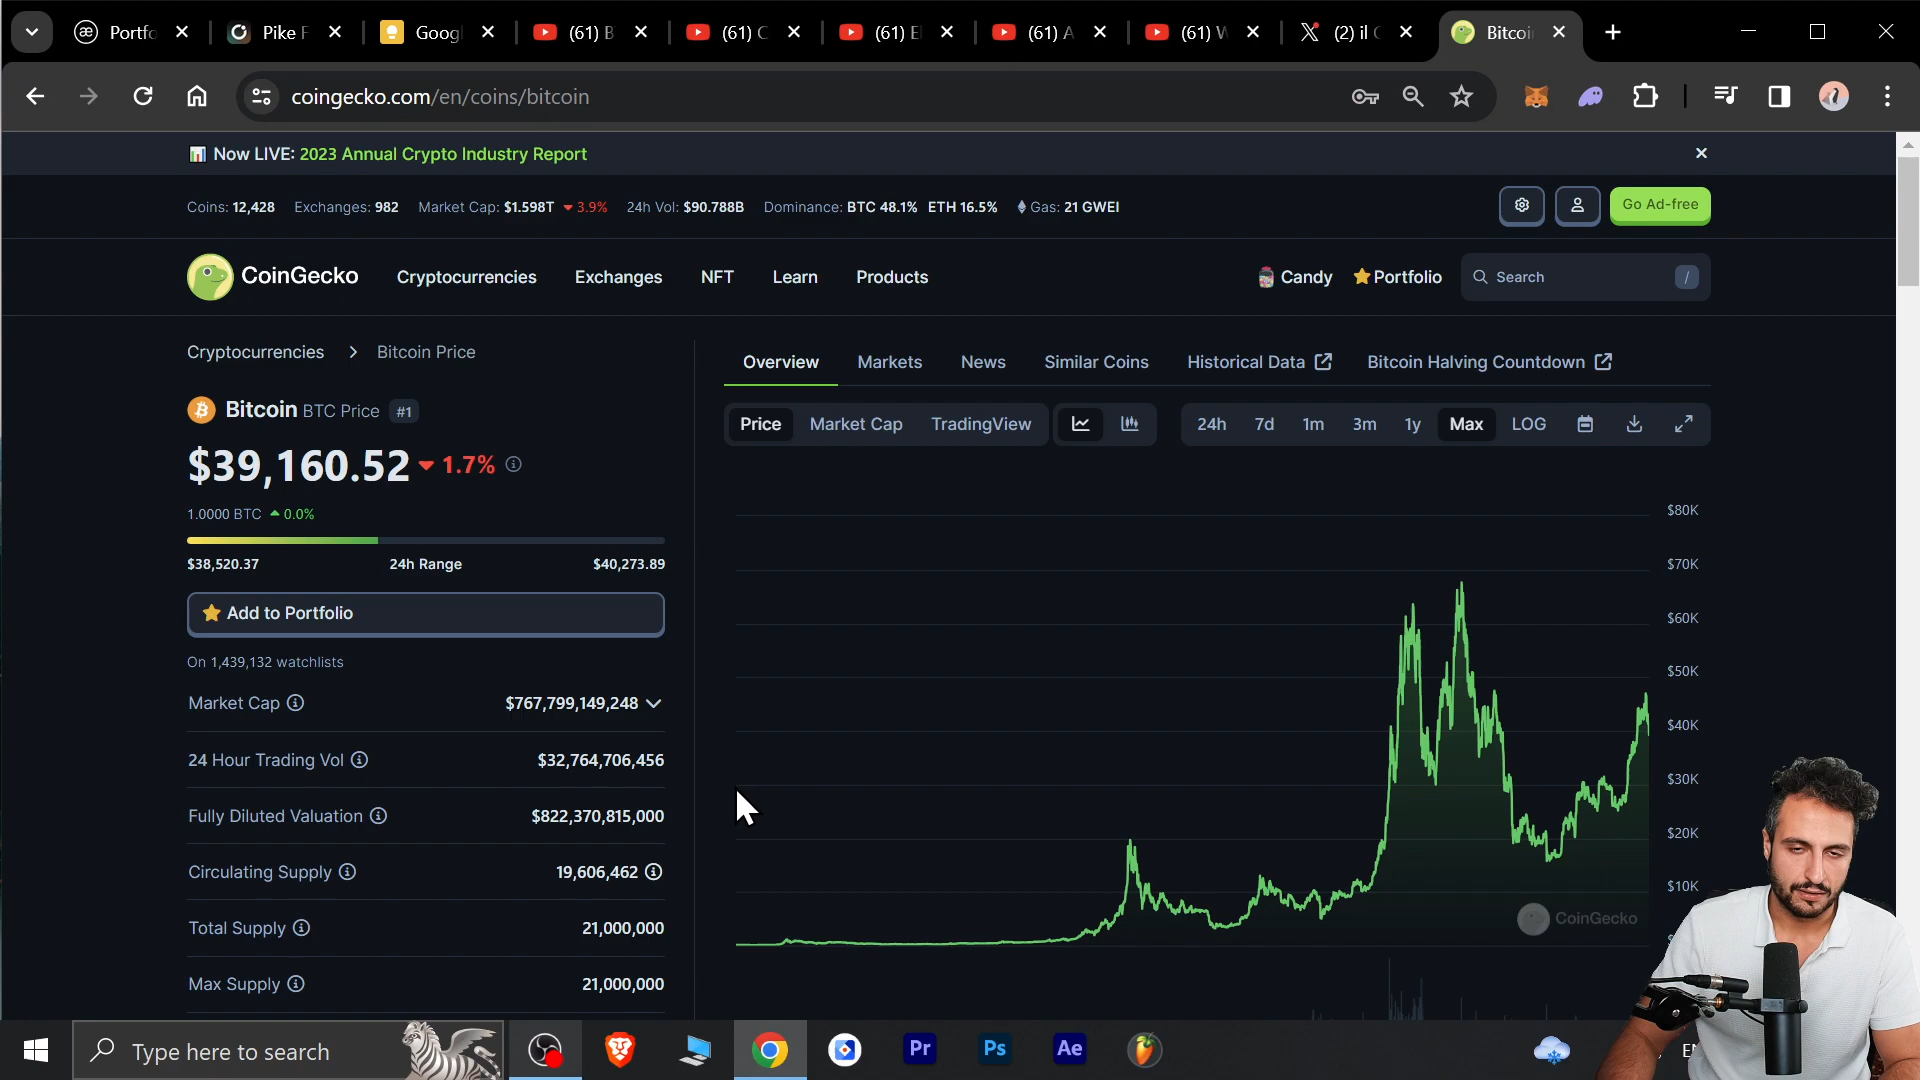 Portfo
Pike F
Goog
(61) B
(61) C
(61) E
(61) A
(61) W
(2) il
Bitcoi
coingecko.com/en/coins/bitcoin
Now LIVE: 2023 Annual Crypto Industry Report
Coins: 12,428 Exchanges: 982 Market Cap: $1.598T 3.9% 24h Vol: $90.788B Dominance: BTC 48.1% ETH 16.5% Gas: 21 GWEI
Go Ad-free
CoinGecko Cryptocurrencies Exchanges NFT Learn Products Candy Portfolio Search /
Cryptocurrencies > Bitcoin Price
Overview Markets News Similar Coins Historical Data Bitcoin Halving Countdown
Bitcoin BTC Price #1
Price Market Cap TradingView 24h 7d 1m 3m 1y Max LOG
$39,160.52 1.7%
1.0000 BTC 0.0%
$38,520.37 24h Range $40,273.89
Add to Portfolio
On 1,439,132 watchlists
Market Cap $767,799,149,248
24 Hour Trading Vol $32,764,706,456
Fully Diluted Valuation $822,370,815,000
Circulating Supply 19,606,462
Total Supply 21,000,000
Max Supply 21,000,000
$80K
$70K
$60K
$50K
$40K
$30K
$20K
$10K
CoinGecko
Type here to search
Pr
Ps
Ae